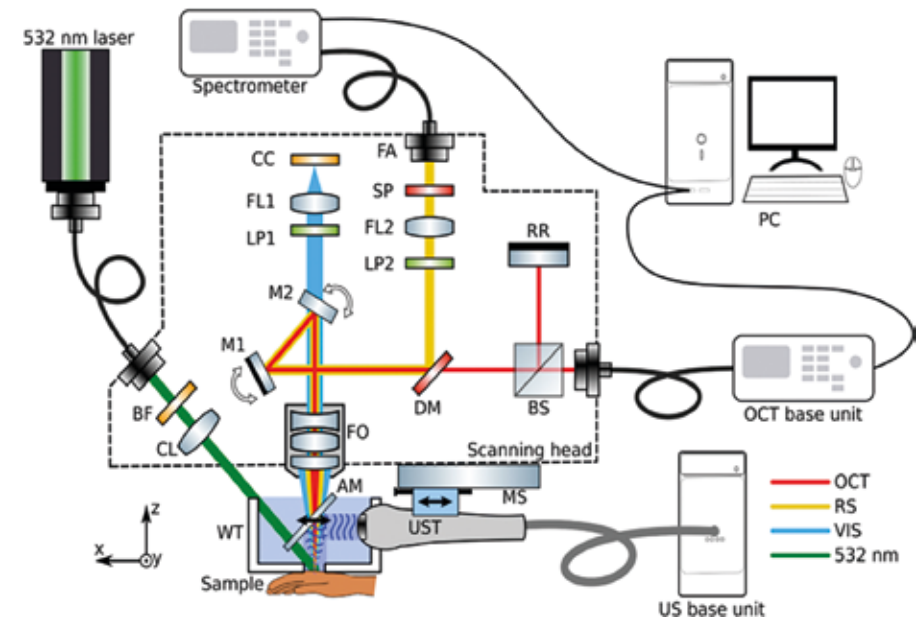 532 nm laser
Spectrometer
CC
FA
FL1
SP
LP1
FL2
RR
LP2
PC
M2
M1
DM
BS
OCT base unit
BF
CL
FO
Scanning head
AM
MS
UST
WT
OCT
RS
VIS
532 nm
z
x
y
Sample
US base unit